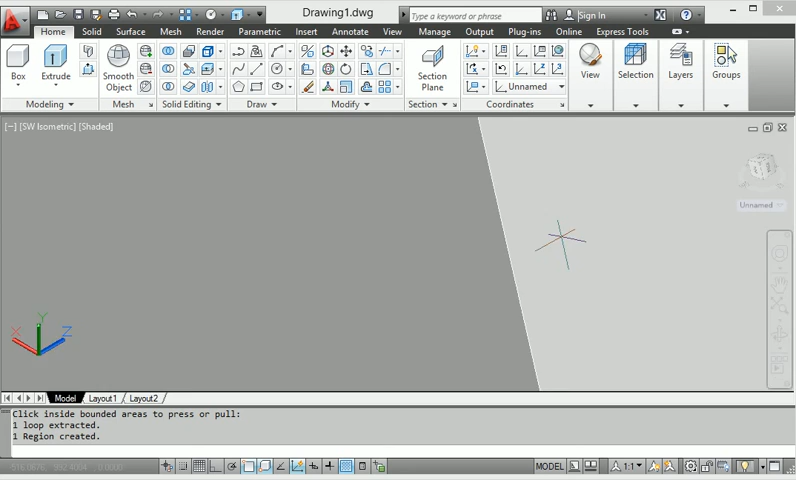 Drawing1.dwg
Type a keyword or phrase
Sign In
Home Solid Surface Mesh Render Parametric Insert Annotate View Manage Output Plug-ins Online Express Tools
Box
Extrude
Smooth Object
Section Plane
Unnamed
View
Selection
Layers
Groups
Modeling
Mesh
Solid Editing
Draw
Modify
Section
Coordinates
[−] [SW Isometric] [Shaded]
Unnamed
X Y Z
Model Layout1 Layout2
Click inside bounded areas to press or pull:
1 loop extracted.
1 Region created.
MODEL
1:1